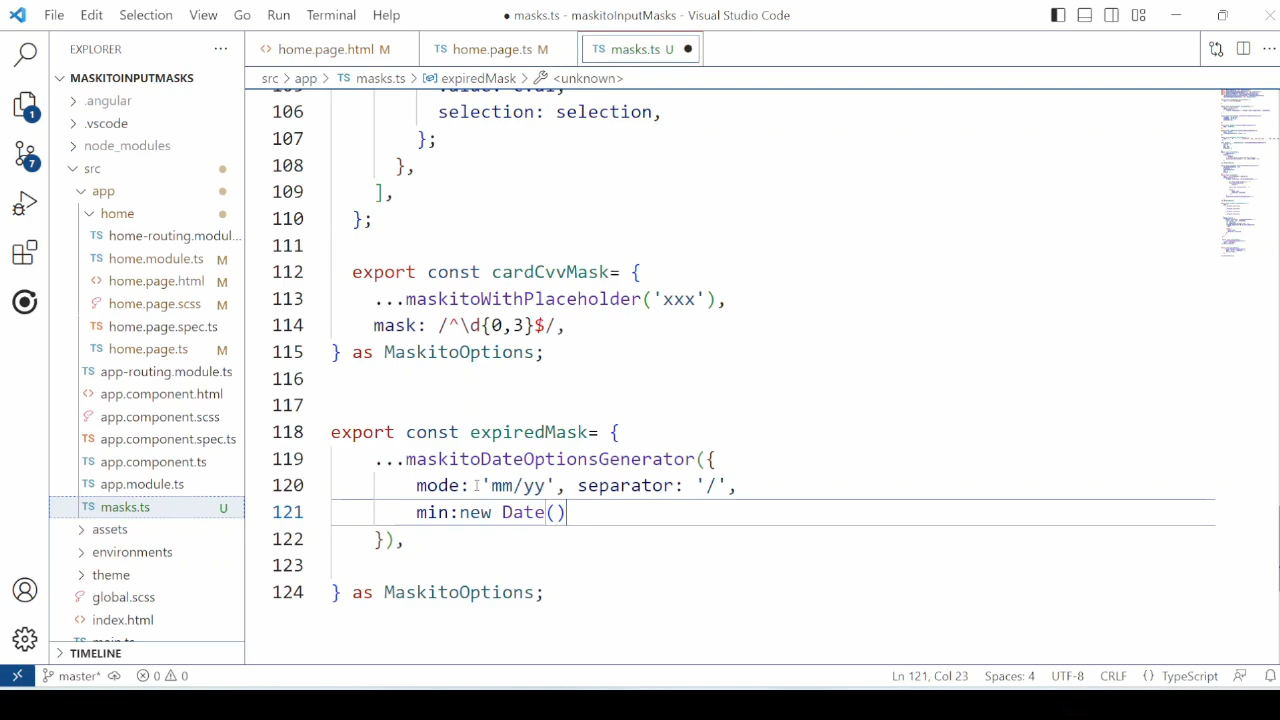 File Edit Selection View Go Run Terminal Help
● masks.ts - maskitoInputMasks - Visual Studio Code
EXPLORER
MASKITOINPUTMASKS
.angular
.vscode
node_modules
src
app
home
home-routing.modul...
home.module.ts M
home.page.html M
home.page.scss M
home.page.spec.ts
home.page.ts M
app-routing.module.ts
app.component.html
app.component.scss
app.component.spec.ts
app.component.ts
app.module.ts
masks.ts U
assets
environments
theme
global.scss
index.html
main.ts
TIMELINE
1
7
home.page.html M
home.page.ts M
masks.ts U
src > app > masks.ts > expiredMask > <unknown>
106 selection: selection,
107 };
108 },
109 ],
110 };
111
112 export const cardCvvMask= {
113 ...maskitoWithPlaceholder('xxx'),
114 mask: /^\d{0,3}$/,
115 } as MaskitoOptions;
116
117
118 export const expiredMask= {
119 ...maskitoDateOptionsGenerator({
120 mode: 'mm/yy', separator: '/',
121 min:new Date()
122 }),
123
124 } as MaskitoOptions;
master* 0 0 Ln 121, Col 23 Spaces: 4 UTF-8 CRLF {} TypeScript